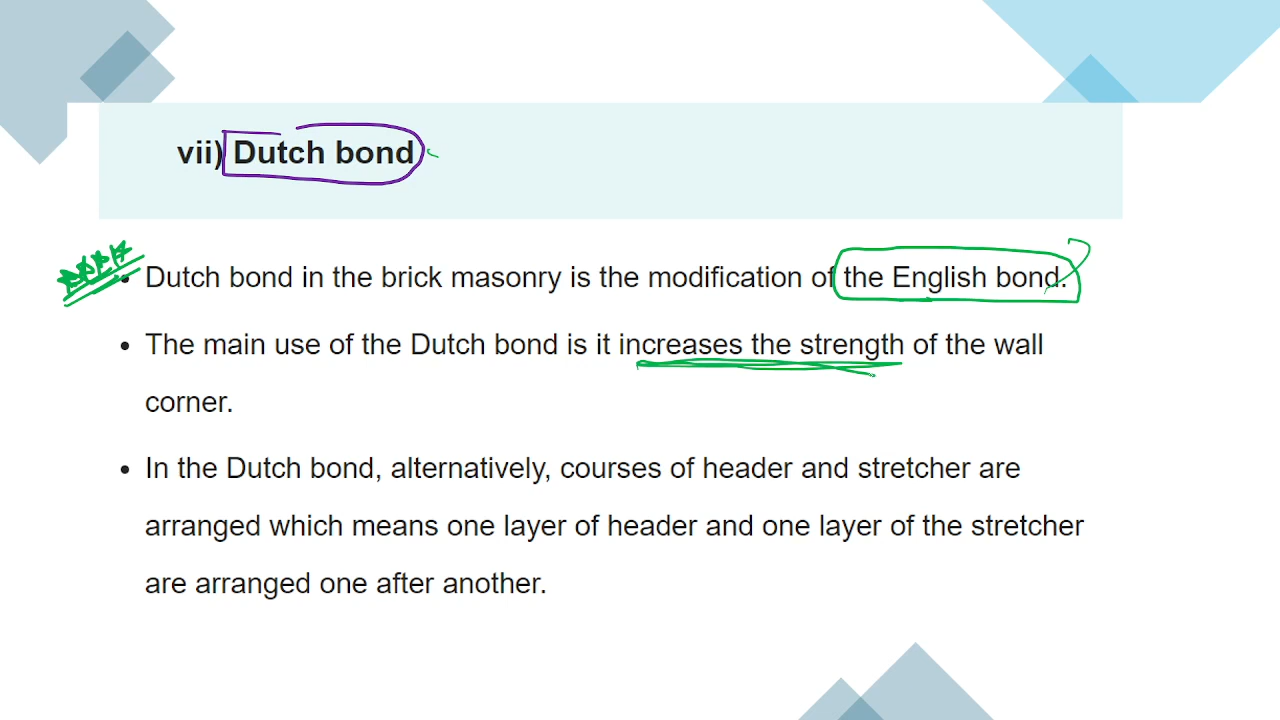 vii) Dutch bond
• Dutch bond in the brick masonry is the modification of the English bond.
• The main use of the Dutch bond is it increases the strength of the wall
corner.
• In the Dutch bond, alternatively, courses of header and stretcher are
arranged which means one layer of header and one layer of the stretcher
are arranged one after another.